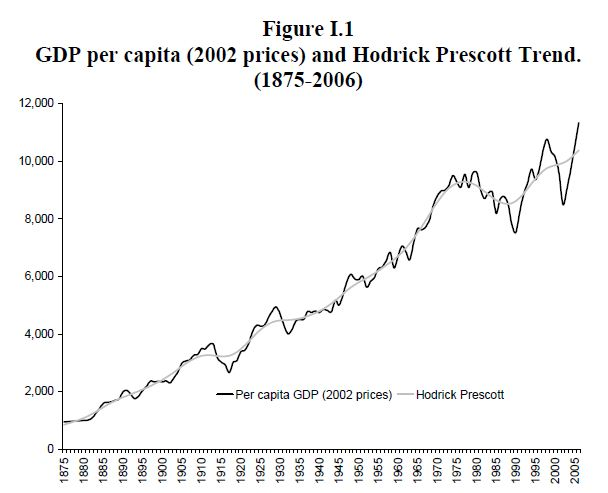 Figure I.1
GDP per capita (2002 prices) and Hodrick Prescott Trend.
(1875-2006)
12,000
10,000
8,000
6,000
4,000
2,000
0
Per capita GDP (2002 prices) Hodrick Prescott
1875 1880 1885 1890 1895 1900 1905 1910 1915 1920 1925 1930 1935 1940 1945 1950 1955 1960 1965 1970 1975 1980 1985 1990 1995 2000 2005